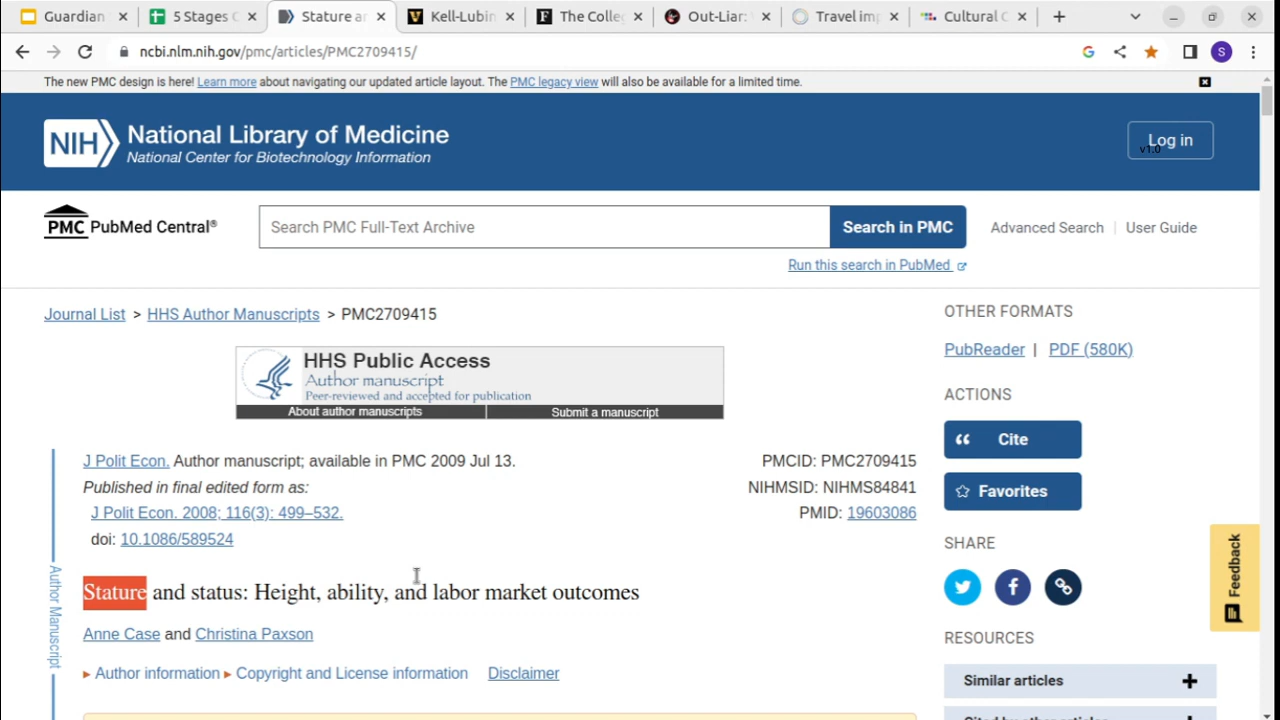 Guardian
5 Stages C
Stature ar
Kell-Lubin
The Colle
Out-Liar:
Travel im
Cultural C
ncbi.nlm.nih.gov/pmc/articles/PMC2709415/
S
The new PMC design is here! Learn more about navigating our updated article layout. The PMC legacy view will also be available for a limited time.
NIH National Library of Medicine
National Center for Biotechnology Information
Log in
v1.0
PMC PubMed Central®
Search PMC Full-Text Archive
Search in PMC
Advanced Search | User Guide
Run this search in PubMed
Journal List > HHS Author Manuscripts > PMC2709415
HHS Public Access
Author manuscript
Peer-reviewed and accepted for publication
About author manuscripts
Submit a manuscript
J Polit Econ. Author manuscript; available in PMC 2009 Jul 13.
Published in final edited form as:
J Polit Econ. 2008; 116(3): 499–532.
doi: 10.1086/589524
PMCID: PMC2709415
NIHMSID: NIHMS84841
PMID: 19603086
Author Manuscript
Stature and status: Height, ability, and labor market outcomes
Anne Case and Christina Paxson
Author information Copyright and License information Disclaimer
OTHER FORMATS
PubReader | PDF (580K)
ACTIONS
Cite
Favorites
SHARE
Feedback
RESOURCES
Similar articles
Cited by other articles